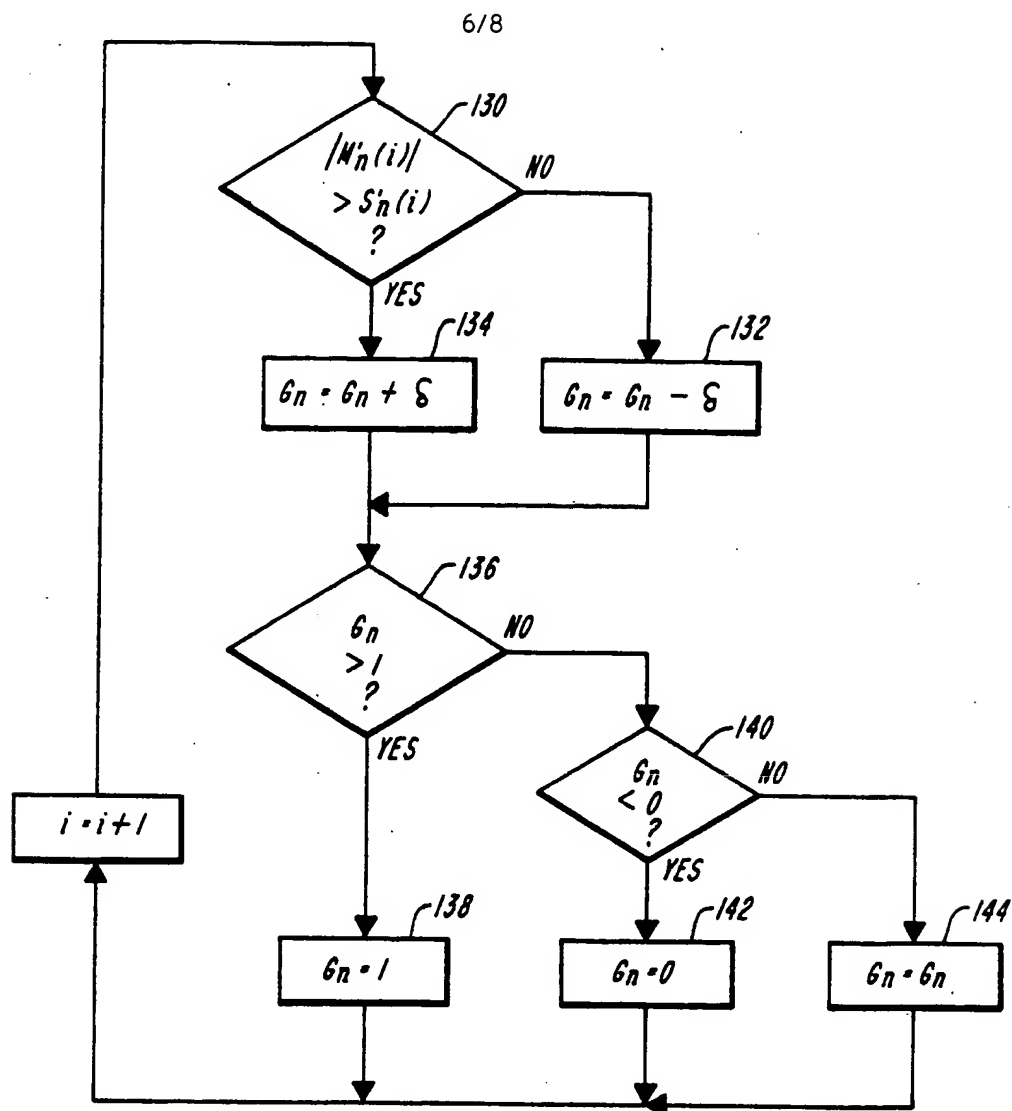 6/8
130
|M'n(i)|
> S'n(i)
?
NO
YES
134
Gn = Gn + δ
132
Gn = Gn - δ
136
Gn
> 1
?
NO
YES
140
Gn
< 0
?
NO
YES
i = i+1
138
Gn = 1
142
Gn = 0
144
Gn = Gn